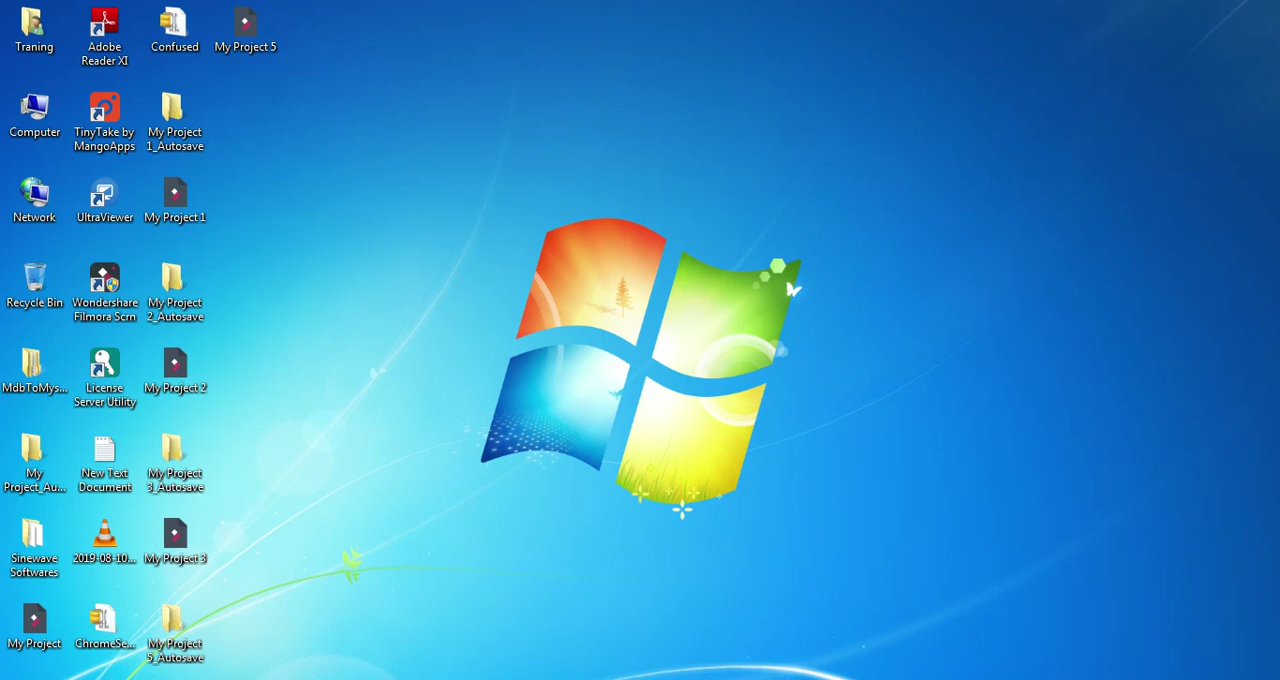 Traning
Adobe
Reader XI
Confused
My Project 5
Computer
TinyTake by
MangoApps
My Project
1_Autosave
Network
UltraViewer
My Project 1
Recycle Bin
Wondershare
Filmora Scrn
My Project
2_Autosave
MdbToMys...
License
Server Utility
My Project 2
My
Project_Au...
New Text
Document
My Project
3_Autosave
Sinewave
Softwares
2019-08-10...
My Project 3
My Project
ChromeSe...
My Project
5_Autosave